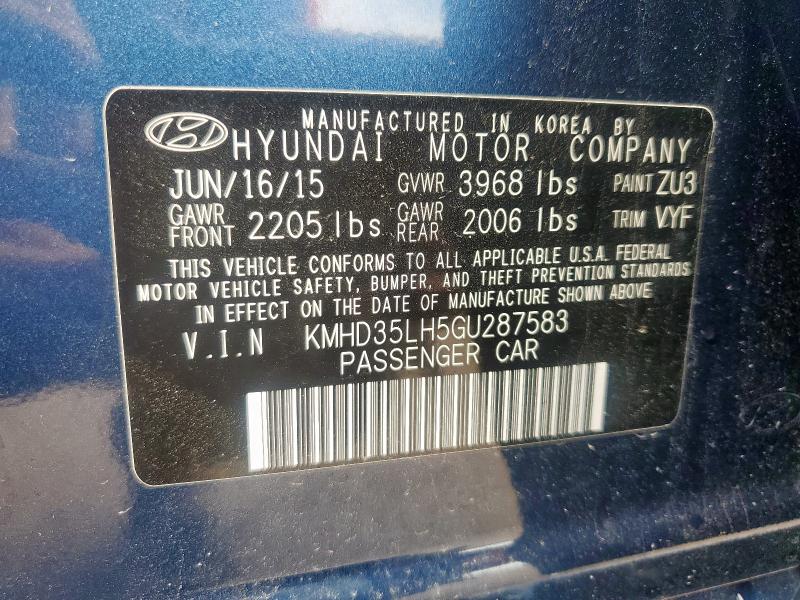 MANUFACTURED IN KOREA BY
HYUNDAI MOTOR COMPANY
JUN/16/15 GVWR 3968 lbs PAINT ZU3
GAWR FRONT 2205 lbs GAWR REAR 2006 lbs TRIM VYF
THIS VEHICLE CONFORMS TO ALL APPLICABLE U.S.A. FEDERAL
MOTOR VEHICLE SAFETY, BUMPER, AND THEFT PREVENTION STANDARDS
IN EFFECT ON THE DATE OF MANUFACTURE SHOWN ABOVE
V.I.N KMHD35LH5GU287583
PASSENGER CAR